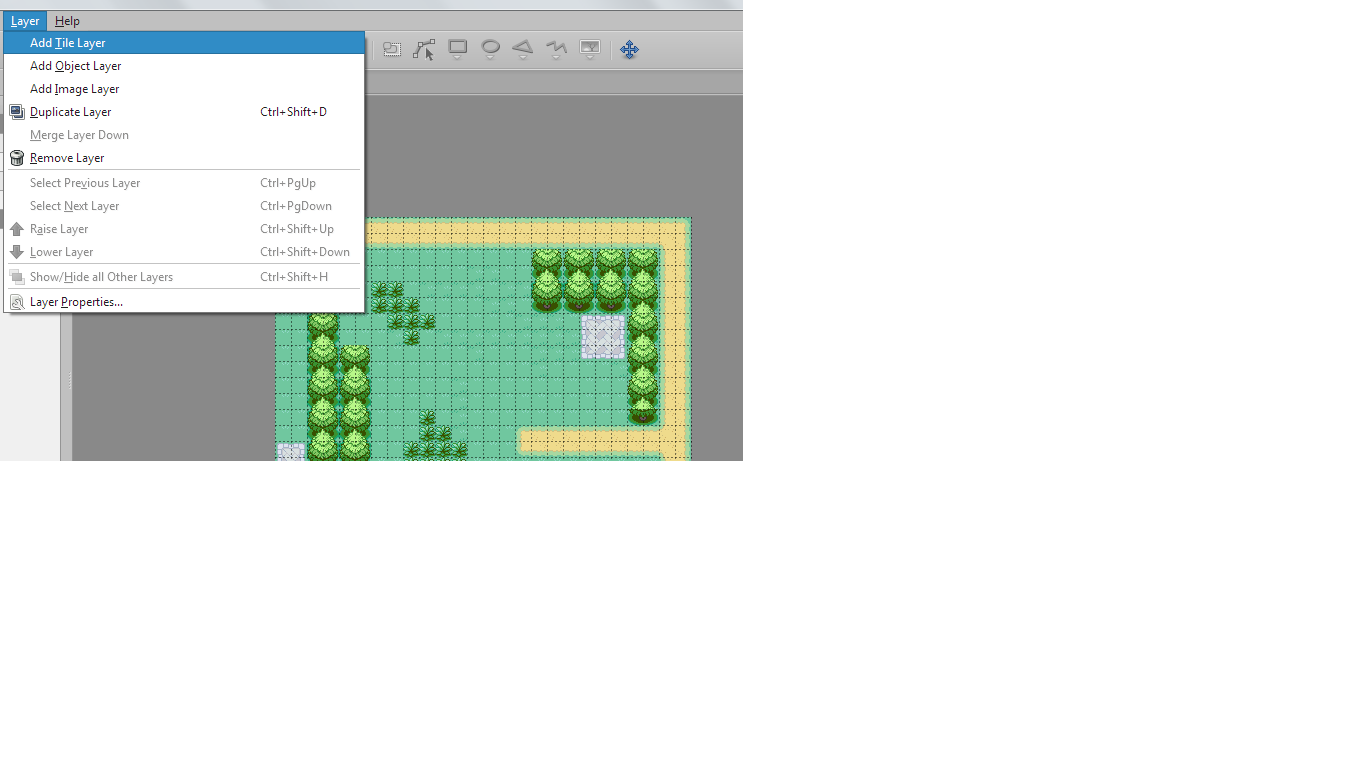 Layer Help
Add Tile Layer
Add Object Layer
Add Image Layer
Duplicate Layer Ctrl+Shift+D
Merge Layer Down
Remove Layer
Select Previous Layer Ctrl+PgUp
Select Next Layer Ctrl+PgDown
Raise Layer Ctrl+Shift+Up
Lower Layer Ctrl+Shift+Down
Show/Hide all Other Layers Ctrl+Shift+H
Layer Properties...